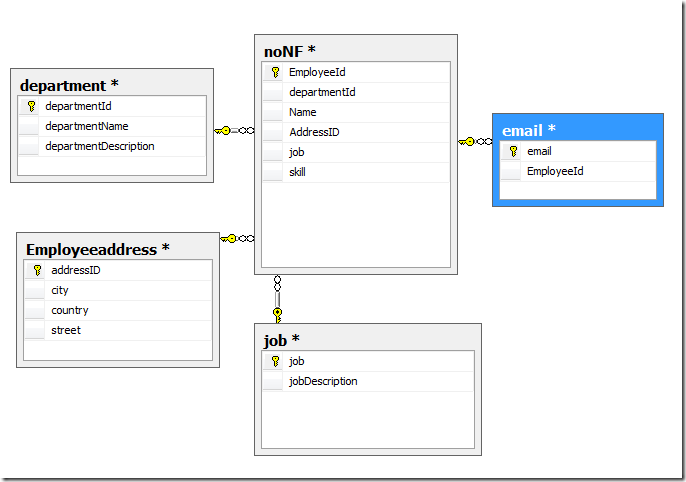 department *
departmentId
departmentName
departmentDescription
noNF *
EmployeeId
departmentId
Name
AddressID
job
skill
email *
email
EmployeeId
Employeeaddress *
addressID
city
country
street
job *
job
jobDescription